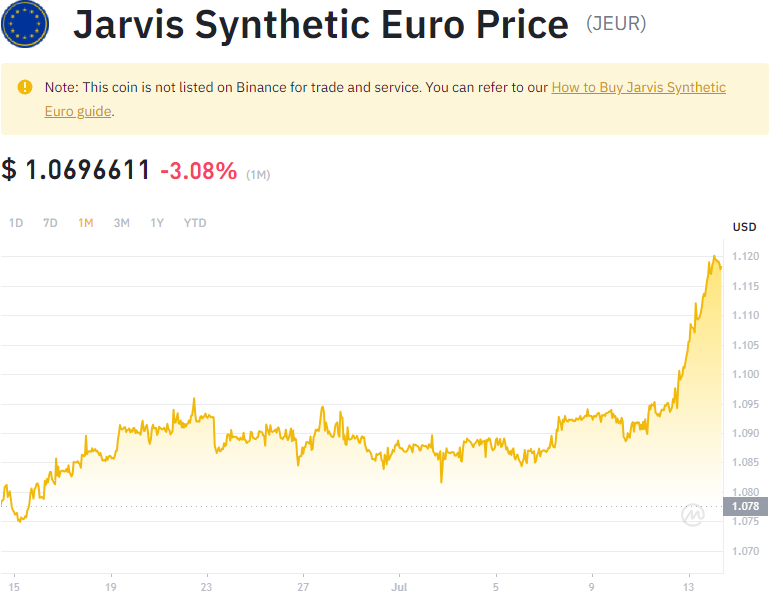 Jarvis Synthetic Euro Price (JEUR)
Note: This coin is not listed on Binance for trade and service. You can refer to our How to Buy Jarvis Synthetic
Euro guide.
$ 1.0696611 -3.08% (1M)
1D 7D 1M 3M 1Y YTD
USD
1.120
1.115
1.110
1.105
1.100
1.095
1.090
1.085
1.080
1.078
1.075
1.070
15 19 23 27 Jul 5 9 13